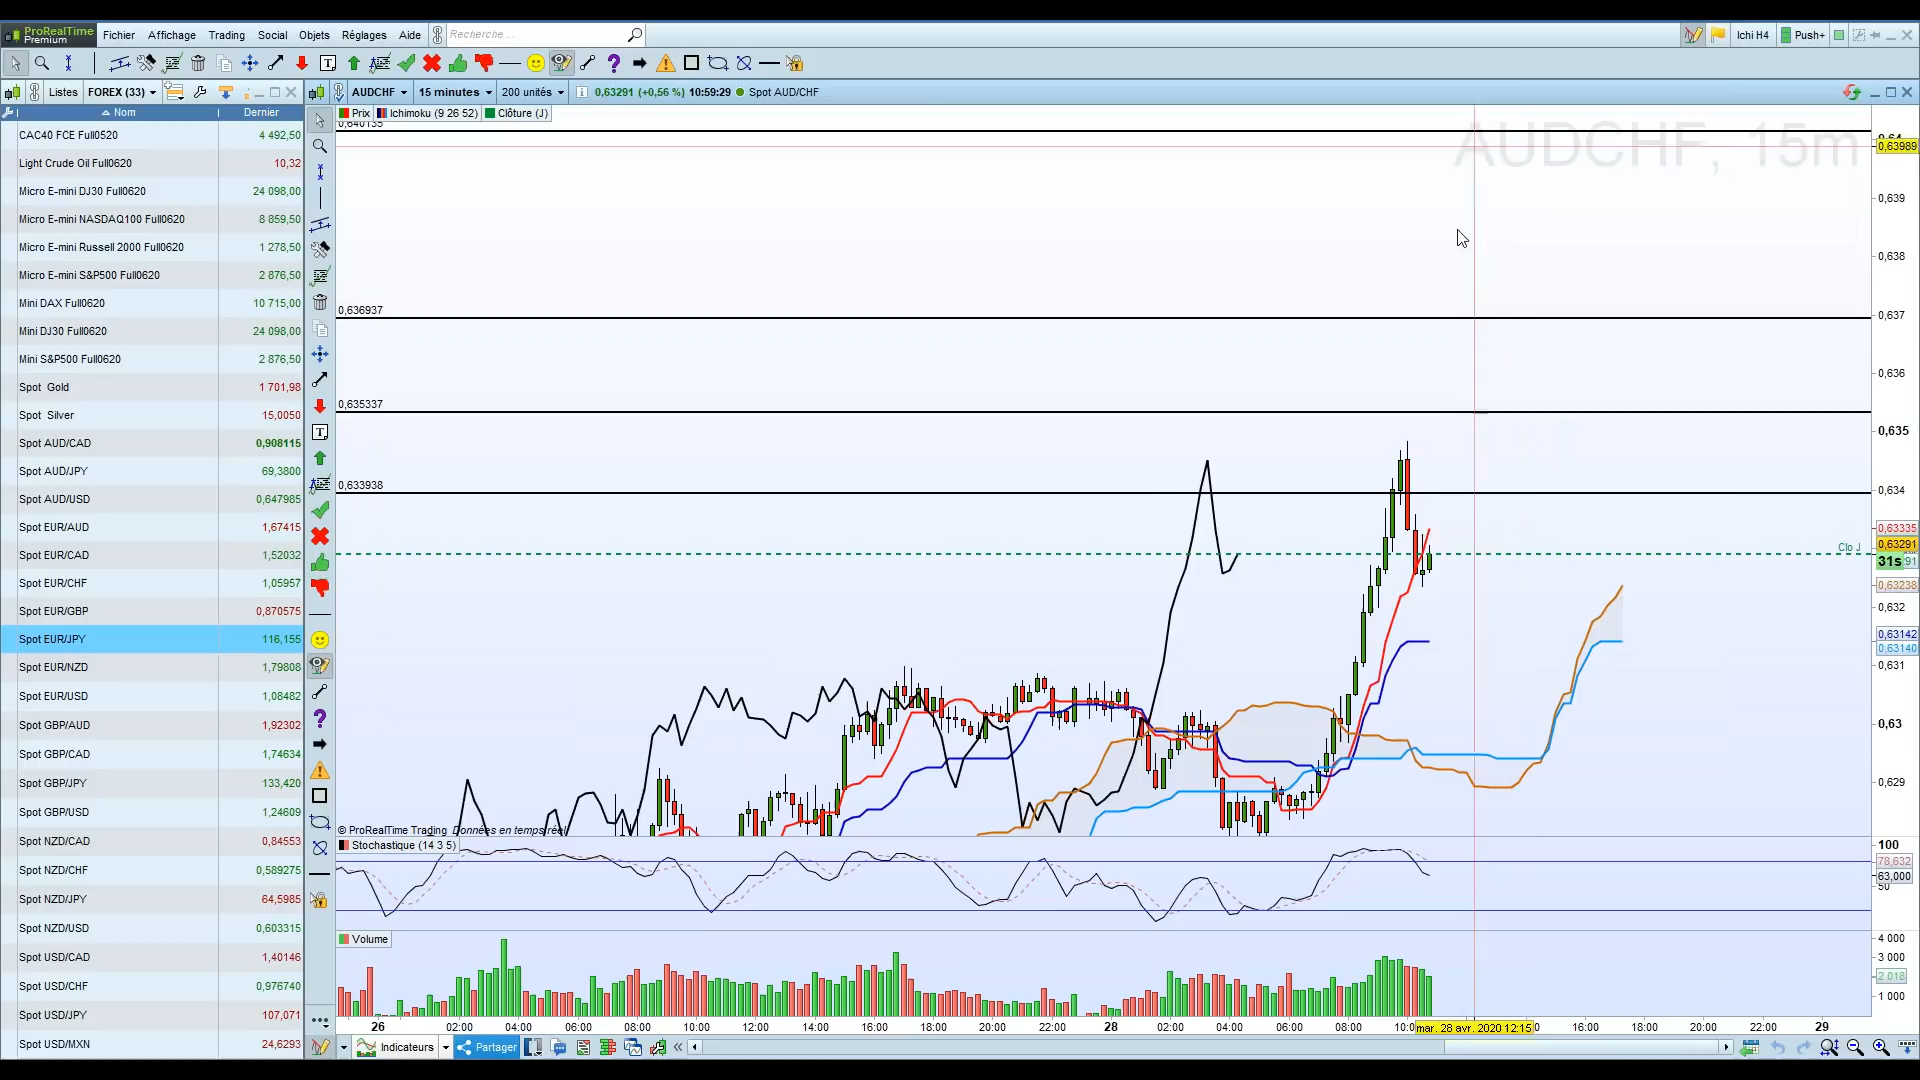 ProRealTime
Premium
Fichier Affichage Trading Social Objets Réglages Aide Recherche ... Ichi H4 Push+
Listes FOREX (33) AUDCHF 15 minutes 200 unités 0,63291 (+0,56 %) 10:59:29 Spot AUD/CHF
Nom Dernier
CAC40 FCE Full0520 4 492,50
Light Crude Oil Full0620 10,32
Micro E-mini DJ30 Full0620 24 098,00
Micro E-mini NASDAQ100 Full0620 8 859,50
Micro E-mini Russell 2000 Full0620 1 278,50
Micro E-mini S&P500 Full0620 2 876,50
Mini DAX Full0620 10 715,00
Mini DJ30 Full0620 24 098,00
Mini S&P500 Full0620 2 876,50
Spot Gold 1 701,98
Spot Silver 15,0050
Spot AUD/CAD 0,908115
Spot AUD/JPY 69,3800
Spot AUD/USD 0,647985
Spot EUR/AUD 1,67415
Spot EUR/CAD 1,52032
Spot EUR/CHF 1,05957
Spot EUR/GBP 0,870575
Spot EUR/JPY 116,155
Spot EUR/NZD 1,79808
Spot EUR/USD 1,08482
Spot GBP/AUD 1,92302
Spot GBP/CAD 1,74634
Spot GBP/JPY 133,420
Spot GBP/USD 1,24609
Spot NZD/CAD 0,84553
Spot NZD/CHF 0,589275
Spot NZD/JPY 64,5985
Spot NZD/USD 0,603315
Spot USD/CAD 1,40146
Spot USD/CHF 0,976740
Spot USD/JPY 107,071
Spot USD/MXN 24,6293
Prix Ichimoku (9 26 52) Clôture (J)
0,640135
AUDCHF, 15m
0,64
0,63989
0,639
0,638
0,636937
0,637
0,636
0,635337
0,635
0,633938
0,634
0,63335
Clo J
0,63291
31s 91
0,63238
0,632
0,63142
0,63140
0,631
0,63
0,629
© ProRealTime Trading Données en temps réel
Stochastique (14 3 5)
100
78,632
63,000
50
Volume
4 000
3 000
2 018
1 000
26 02:00 04:00 06:00 08:00 10:00 12:00 14:00 16:00 18:00 20:00 22:00 28 02:00 04:00 06:00 08:00 10:0 mar. 28 avr. 2020 12:15 0 16:00 18:00 20:00 22:00 29
Indicateurs Partager